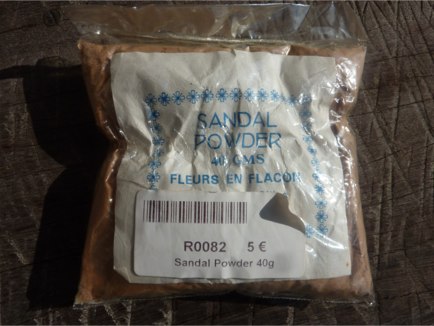 SANDAL
POWDER
40 GMS
FLEURS EN FLACON
R0082 5 €
Sandal Powder 40g